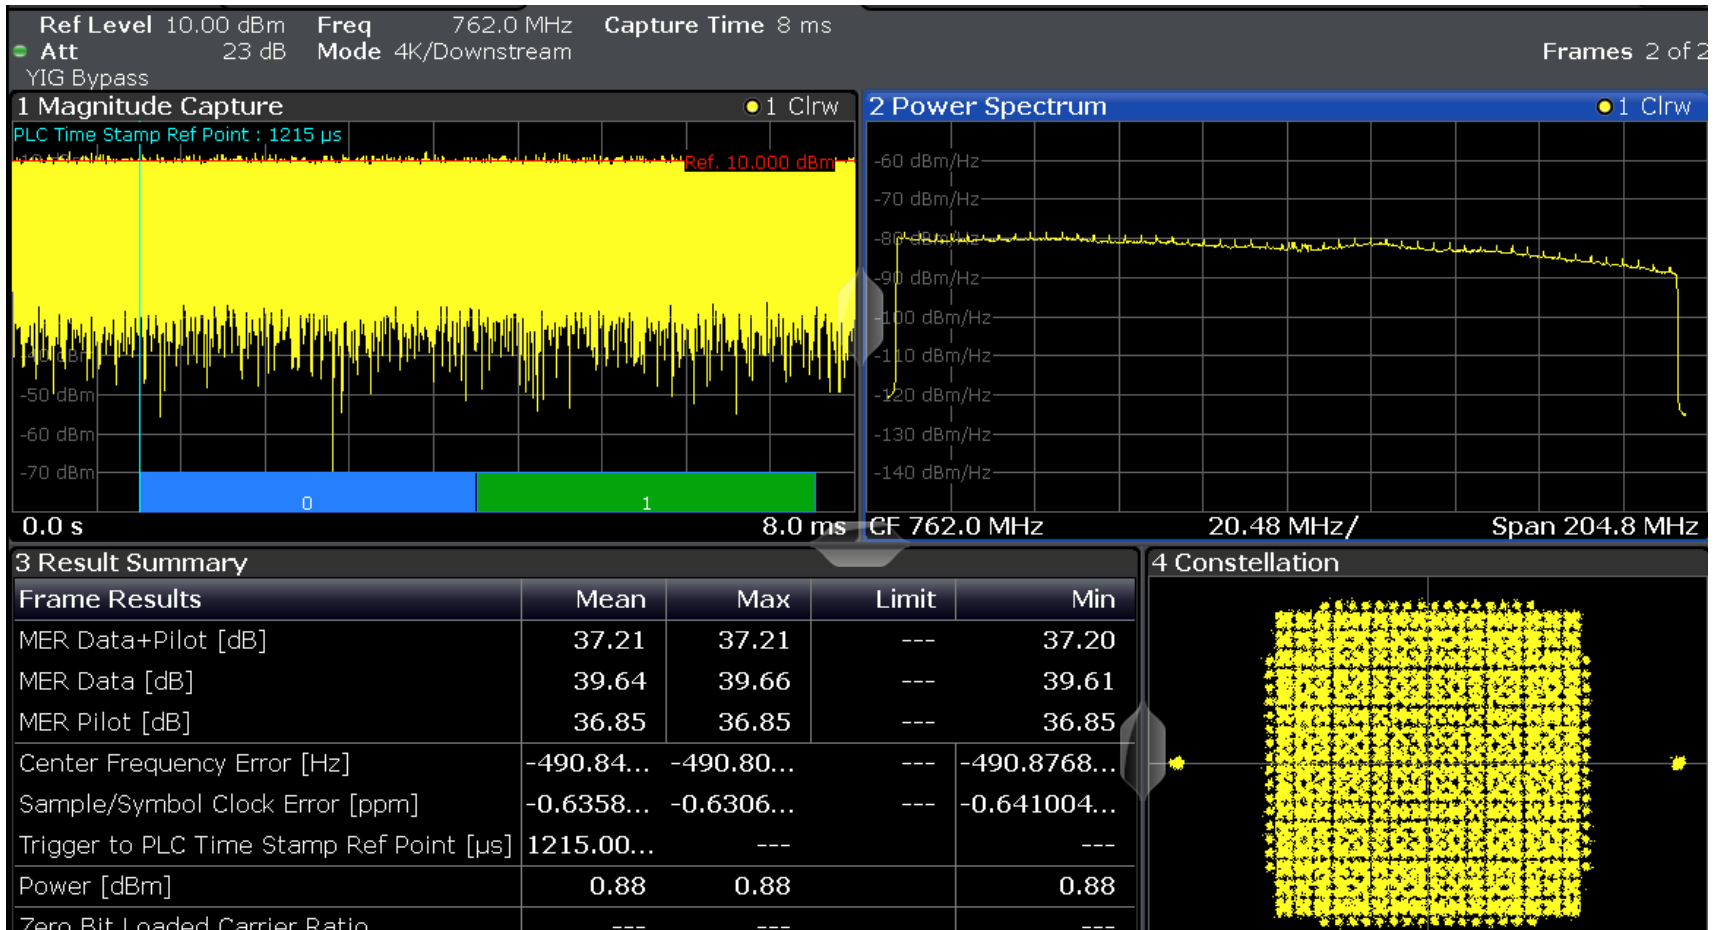 Ref Level 10.00 dBm Freq 762.0 MHz Capture Time 8 ms
Att 23 dB Mode 4K/Downstream Frames 2 of 2
YIG Bypass
1 Magnitude Capture 1 Clrw
PLC Time Stamp Ref Point : 1215 µs
Ref. 10.000 dBm
-50 dBm
-60 dBm
-70 dBm
0 1
0.0 s 8.0 ms
2 Power Spectrum 1 Clrw
-60 dBm/Hz
-70 dBm/Hz
-80 dBm/Hz
-90 dBm/Hz
-100 dBm/Hz
-110 dBm/Hz
-120 dBm/Hz
-130 dBm/Hz
-140 dBm/Hz
CF 762.0 MHz 20.48 MHz/ Span 204.8 MHz
3 Result Summary
Frame Results Mean Max Limit Min
MER Data+Pilot [dB] 37.21 37.21 --- 37.20
MER Data [dB] 39.64 39.66 --- 39.61
MER Pilot [dB] 36.85 36.85 --- 36.85
Center Frequency Error [Hz] -490.84... -490.80... --- -490.8768...
Sample/Symbol Clock Error [ppm] -0.6358... -0.6306... --- -0.641004...
Trigger to PLC Time Stamp Ref Point [µs] 1215.00... --- ---
Power [dBm] 0.88 0.88 0.88
Zero Bit Loaded Carrier Ratio --- --- ---
4 Constellation